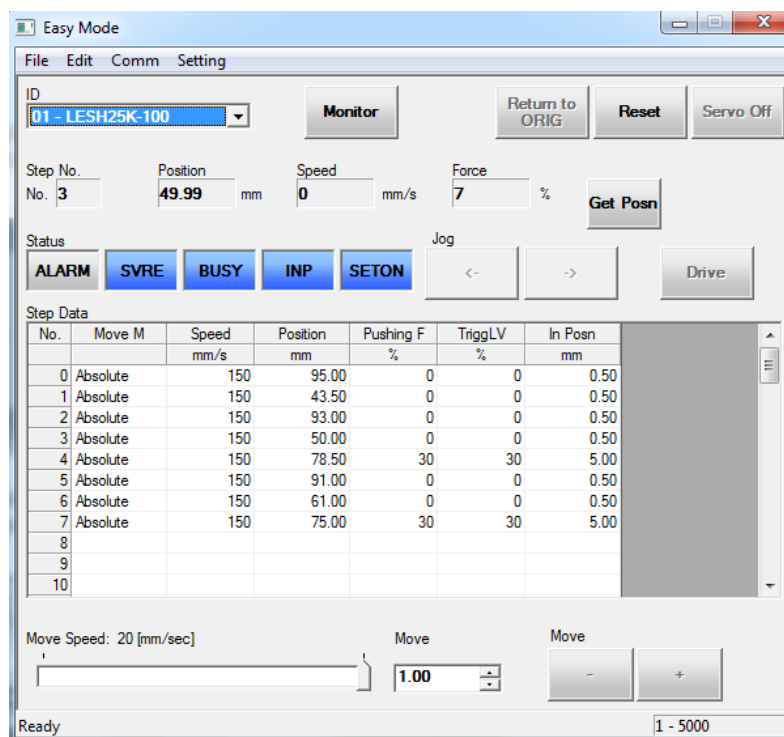 Easy Mode
File Edit Comm Setting
ID
01 - LESH25K-100
Monitor
Return to ORIG
Reset
Servo Off
Step No. Position Speed Force
No. 3 49.99 mm 0 mm/s 7 %
Get Posn
Status
Jog
ALARM SVRE BUSY INP SETON <- -> Drive
Step Data
No. Move M Speed Position Pushing F TriggLV In Posn
mm/s mm % % mm
0 Absolute 150 95.00 0 0 0.50
1 Absolute 150 43.50 0 0 0.50
2 Absolute 150 93.00 0 0 0.50
3 Absolute 150 50.00 0 0 0.50
4 Absolute 150 78.50 30 30 5.00
5 Absolute 150 91.00 0 0 0.50
6 Absolute 150 61.00 0 0 0.50
7 Absolute 150 75.00 30 30 5.00
8
9
10
Move Speed: 20 [mm/sec] Move Move
1.00 - +
Ready 1 - 5000